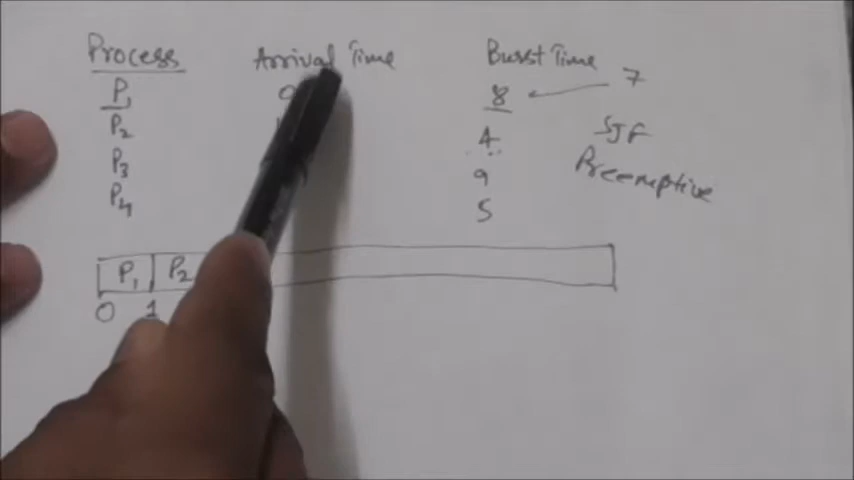 Process Arrival Time Burst Time
P1 0 8 7
P2 4 SJF
P3 9 Preemptive
P4 5
P1 P2
0 1